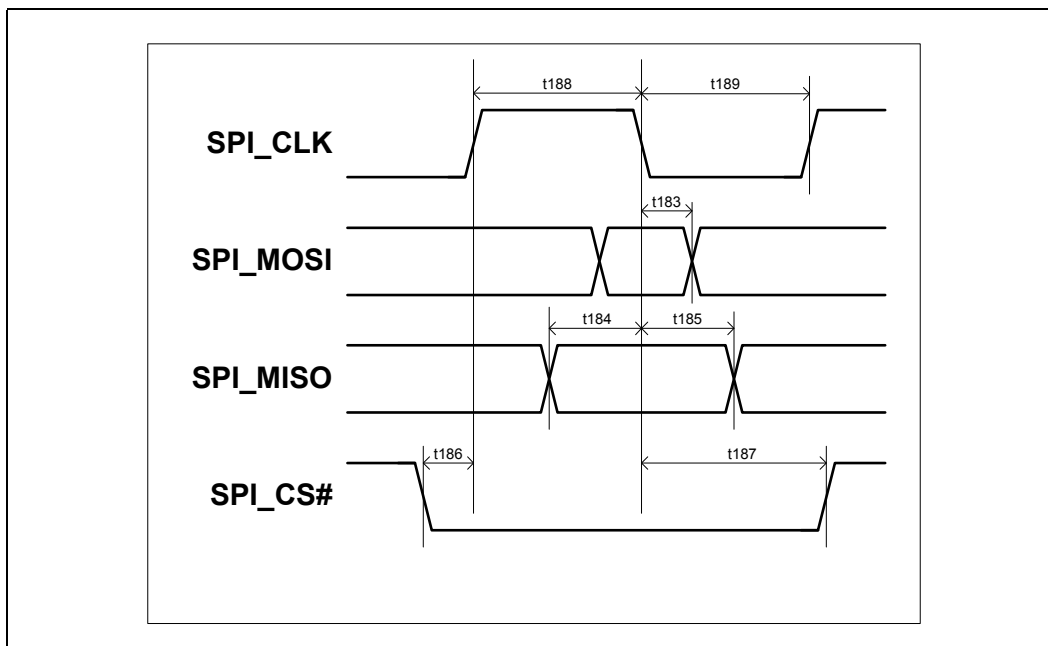 t188
t189
SPI_CLK
t183
SPI_MOSI
t184
t185
SPI_MISO
t186
t187
SPI_CS#